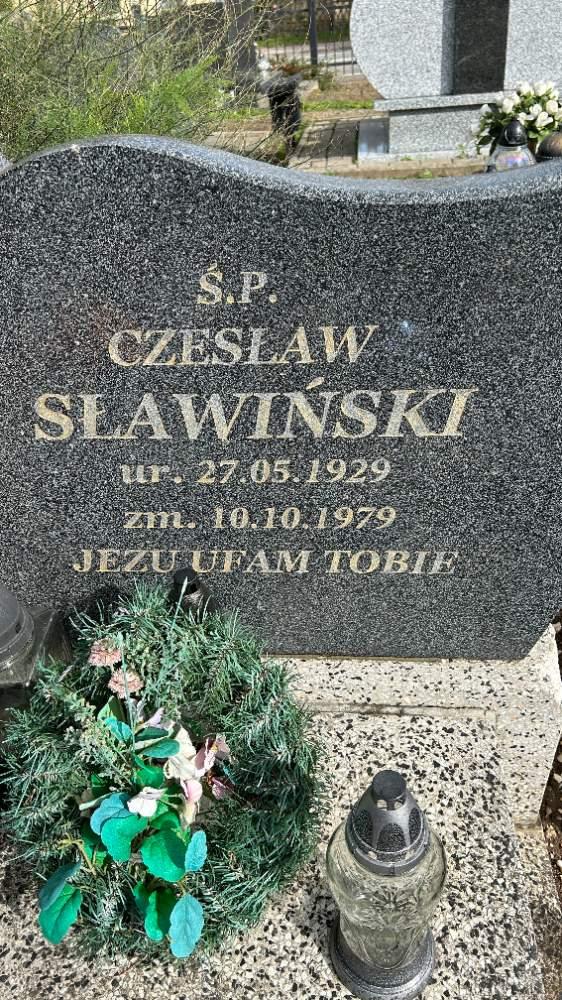 Ś.P.
CZESŁAW
SŁAWIŃSKI
ur. 27.05.1929
zm. 10.10.1979
JEZU UFAM TOBIE